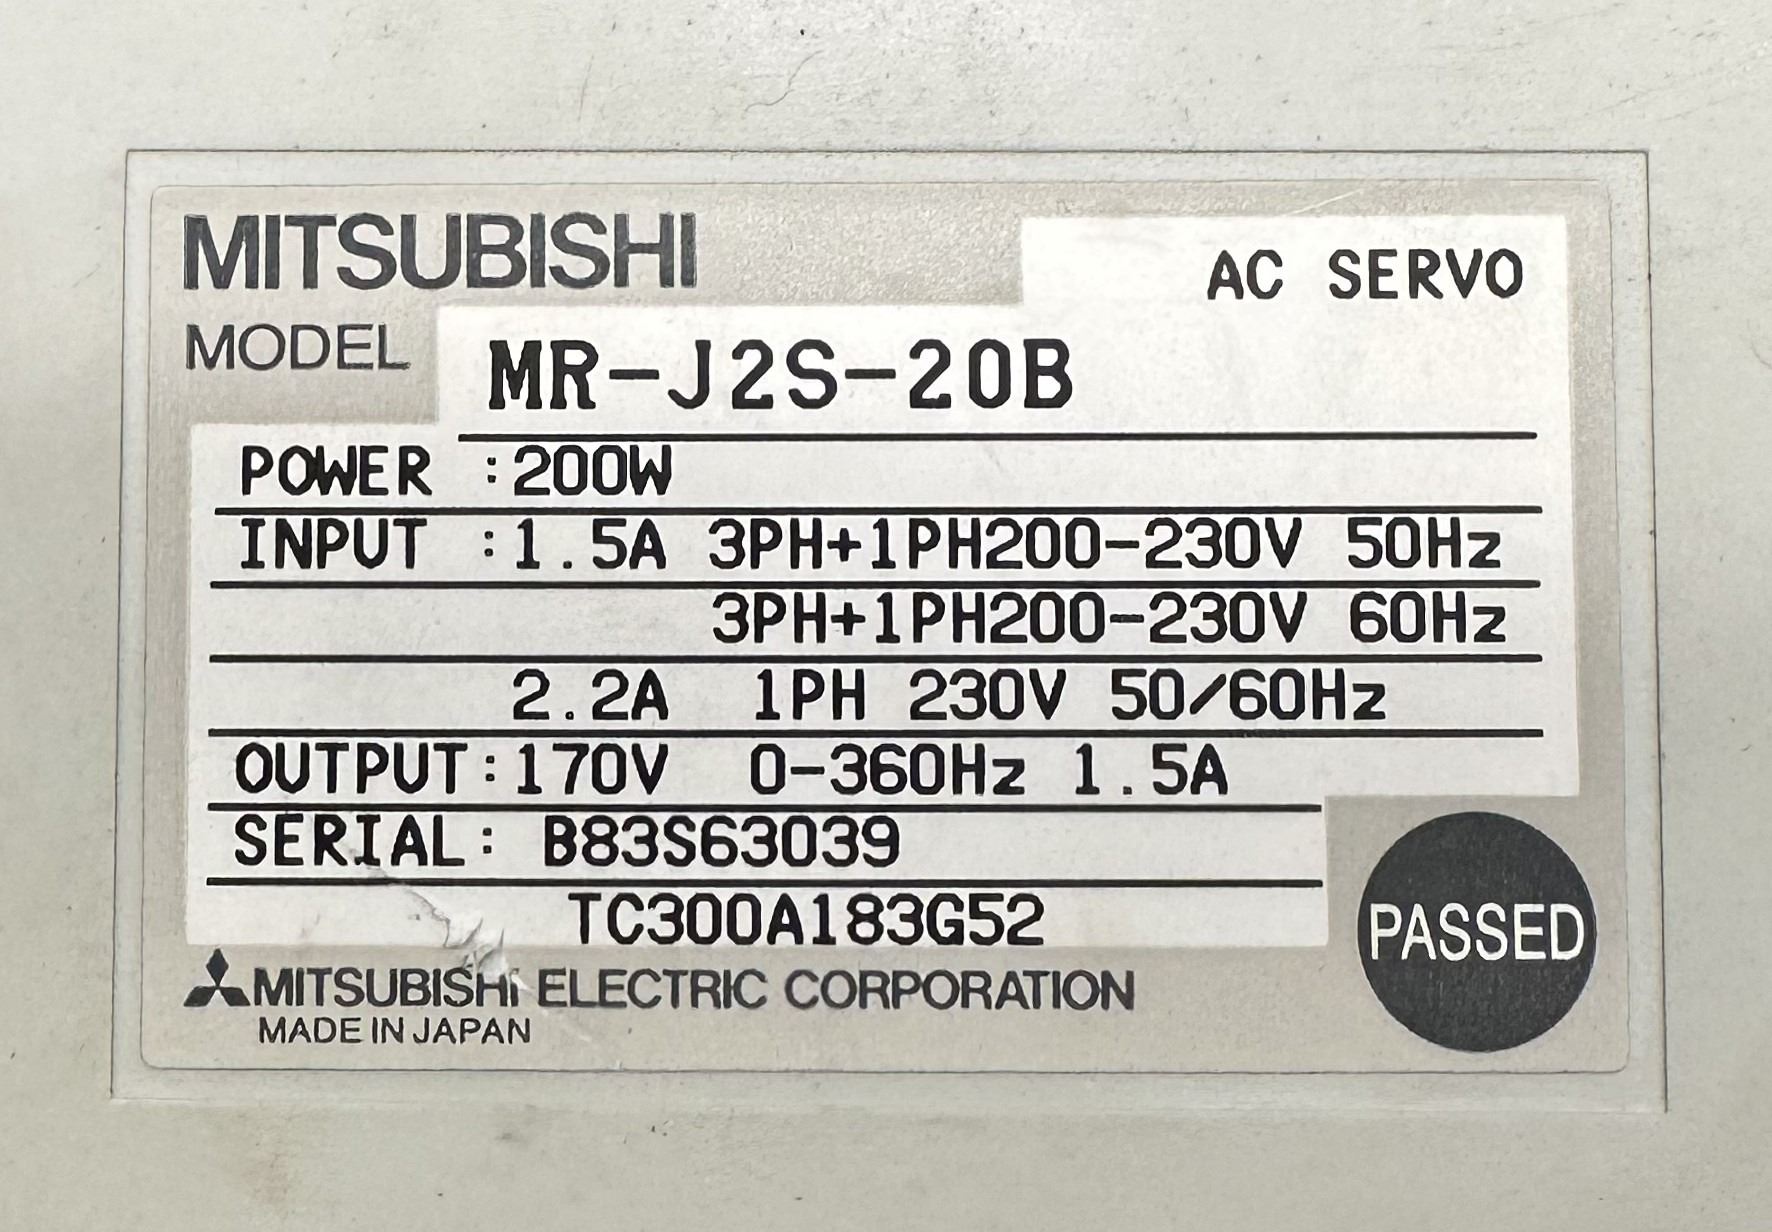 MITSUBISHI
AC SERVO
MODEL MR-J2S-20B
POWER :200W
INPUT :1.5A 3PH+1PH200-230V 50Hz
3PH+1PH200-230V 60Hz
2.2A 1PH 230V 50/60Hz
OUTPUT:170V 0-360Hz 1.5A
SERIAL: B83S63039
TC300A183G52
PASSED
MITSUBISHI ELECTRIC CORPORATION
MADE IN JAPAN